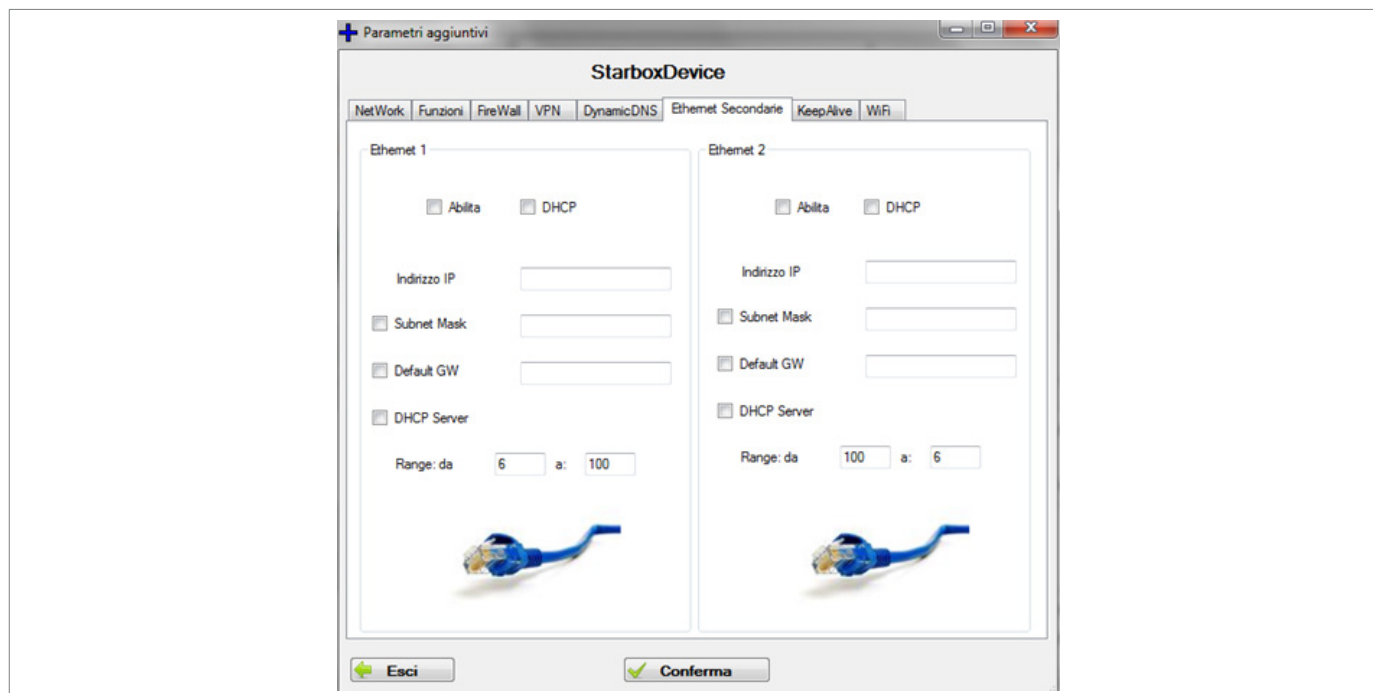 Parametri aggiuntivi
StarboxDevice
NetWork Funzioni FireWall VPN DynamicDNS Ethernet Secondarie KeepAlive WiFi
Ethernet 1
Abilita DHCP
Indirizzo IP
Subnet Mask
Default GW
DHCP Server
Range: da 6 a: 100
Ethernet 2
Abilita DHCP
Indirizzo IP
Subnet Mask
Default GW
DHCP Server
Range: da 100 a: 6
Esci Conferma